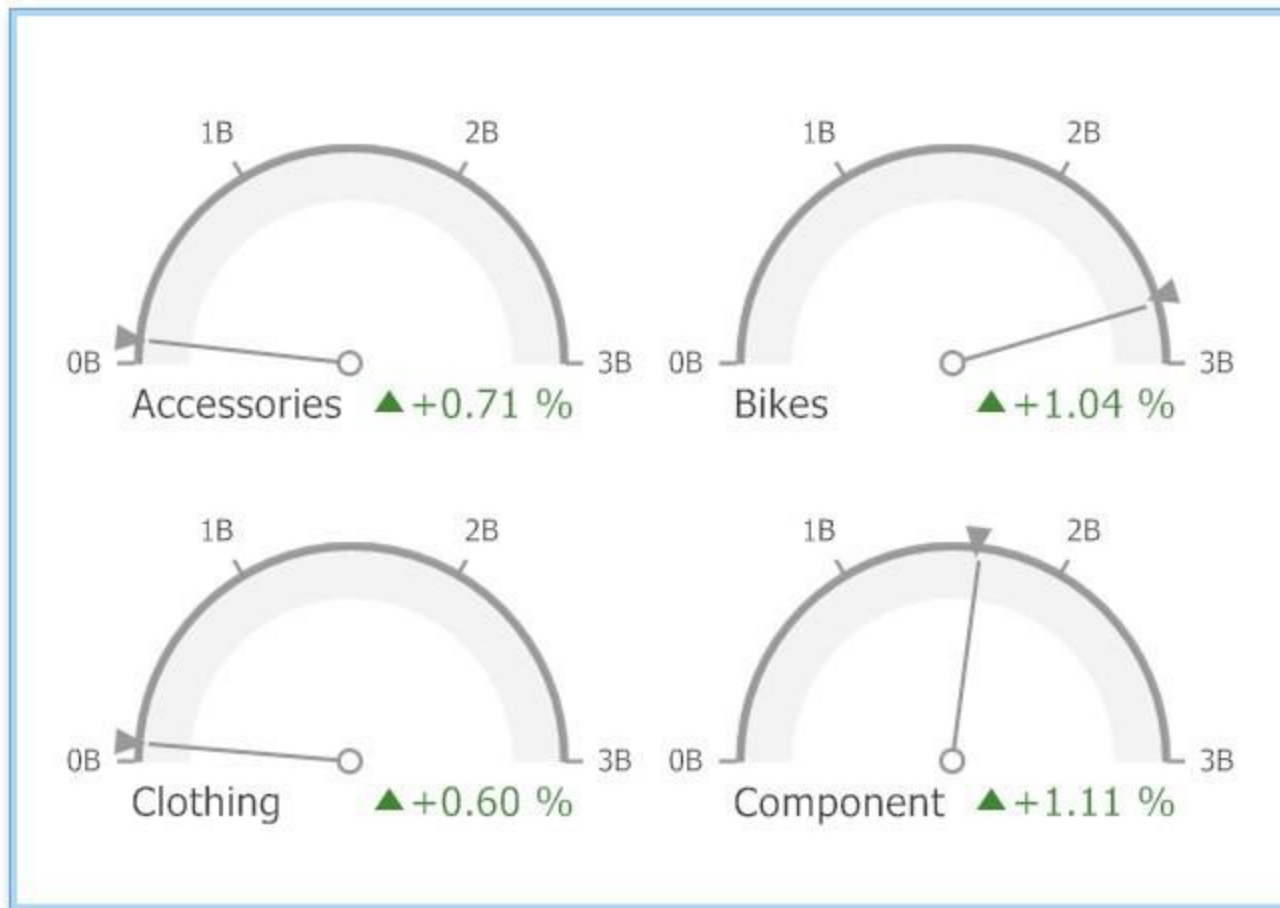 1B 2B
0B 3B
Accessories ▲+0.71 %
1B 2B
0B 3B
Bikes ▲+1.04 %
1B 2B
0B 3B
Clothing ▲+0.60 %
1B 2B
0B 3B
Component ▲+1.11 %